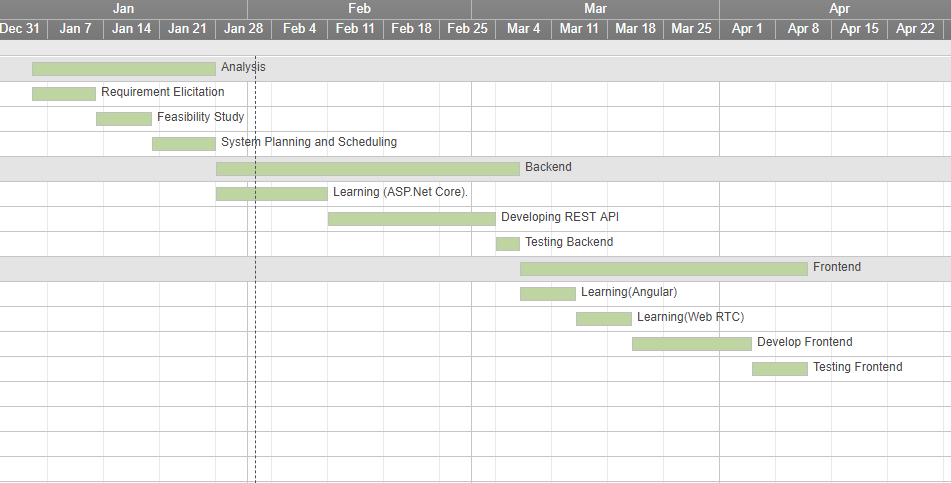 Jan Feb Mar Apr
Dec 31 Jan 7 Jan 14 Jan 21 Jan 28 Feb 4 Feb 11 Feb 18 Feb 25 Mar 4 Mar 11 Mar 18 Mar 25 Apr 1 Apr 8 Apr 15 Apr 22
Analysis
Requirement Elicitation
Feasibility Study
System Planning and Scheduling
Backend
Learning (ASP.Net Core).
Developing REST API
Testing Backend
Frontend
Learning(Angular)
Learning(Web RTC)
Develop Frontend
Testing Frontend